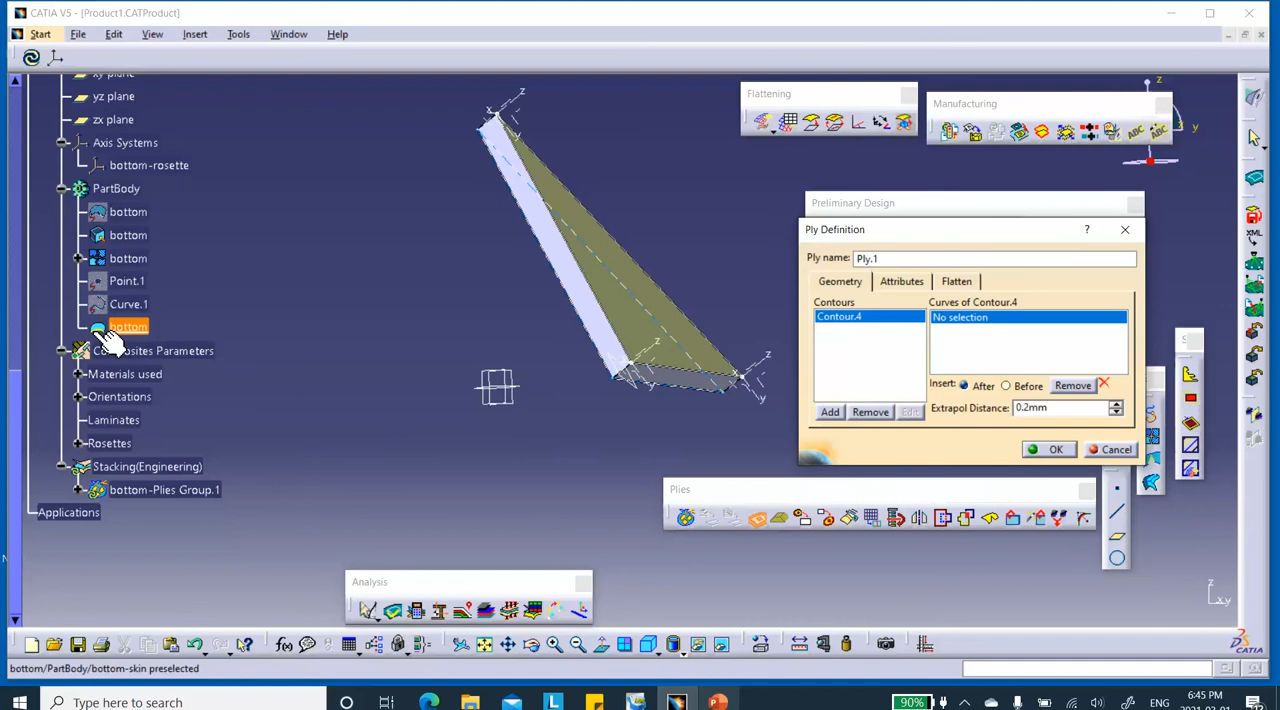 CATIA V5 - [Product1.CATProduct]
Start File Edit View Insert Tools Window Help
yz plane
zx plane
Axis Systems
bottom-rosette
PartBody
bottom
bottom
bottom
Point.1
Curve.1
bottom
Materials used
Orientations
Laminates
Rosettes
Stacking(Engineering)
bottom-Plies Group.1
Applications
z
x
y
z
y
z
x
y
Flattening
Manufacturing
ABC ABC
z
y
Preliminary Design
Ply Definition ?
Ply name: Ply.1
Geometry Attributes Flatten
Contours Curves of Contour.4
Contour.4 No selection
Insert: After Before Remove
Add Remove Edit Extrapol Distance: 0.2mm
OK Cancel
Plies
Analysis
XML
z
x y
f(x)
CATIA
bottom/PartBody/bottom-skin preselected
Type here to search
L
90%
ENG
6:45 PM